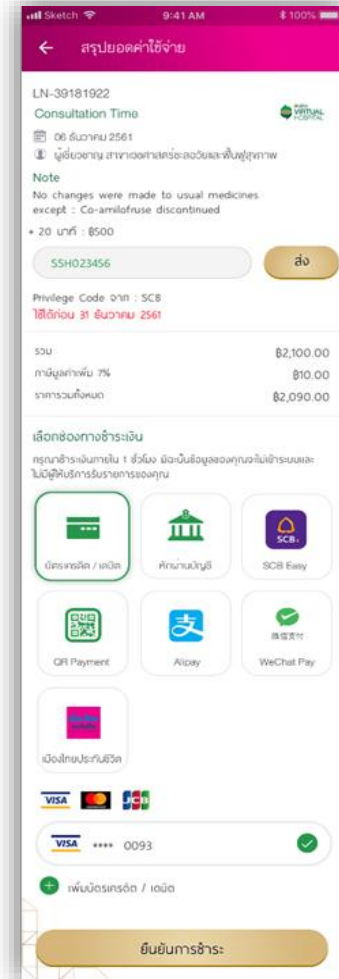 Sketch 9:41 AM 100%
สรุปยอดค่าใช้จ่าย
LN-39181922
Consultation Time
VIRTUAL HOSPITAL
06 ธันวาคม 2561
ผู้เชี่ยวชาญ สาขาเวชศาสตร์ชะลอวัยและฟื้นฟูสุขภาพ
Note
No changes were made to usual medicines
except : Co-amilofruse discontinued
+ 20 นาที : ฿500
SSH023456
ส่ง
Privilege Code จาก : SCB
ใช้ได้ก่อน 31 ธันวาคม 2561
รวม ฿2,100.00
ภาษีมูลค่าเพิ่ม 7% ฿10.00
ราคารวมทั้งหมด ฿2,090.00
เลือกช่องทางชำระเงิน
กรุณาชำระเงินภายใน 1 ชั่วโมง มิฉะนั้นข้อมูลของคุณจะไม่เข้าระบบและ
ไม่มีผู้ให้บริการรับรายการของคุณ
SCB
บัตรเครดิต / เดบิต หักผ่านบัญชี SCB Easy
支 微信支付
QR Payment Alipay WeChat Pay
เมืองไทยประกันชีวิต
VISA JCB
VISA **** 0093
เพิ่มบัตรเครดิต / เดบิต
ยืนยันการชำระ